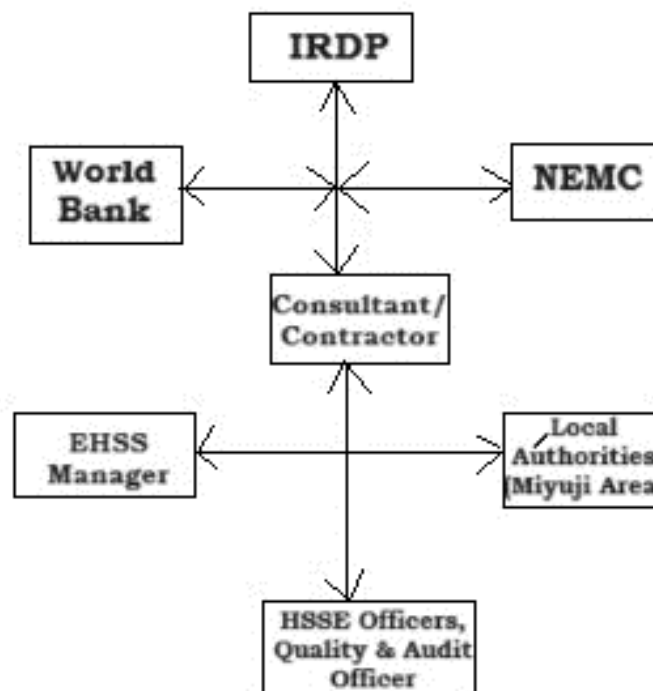 IRDP
World
Bank
NEMC
Consultant/
Contractor
EHSS
Manager
Local
Authorities
(Miyuji Area
HSSE Officers,
Quality & Audit
Officer